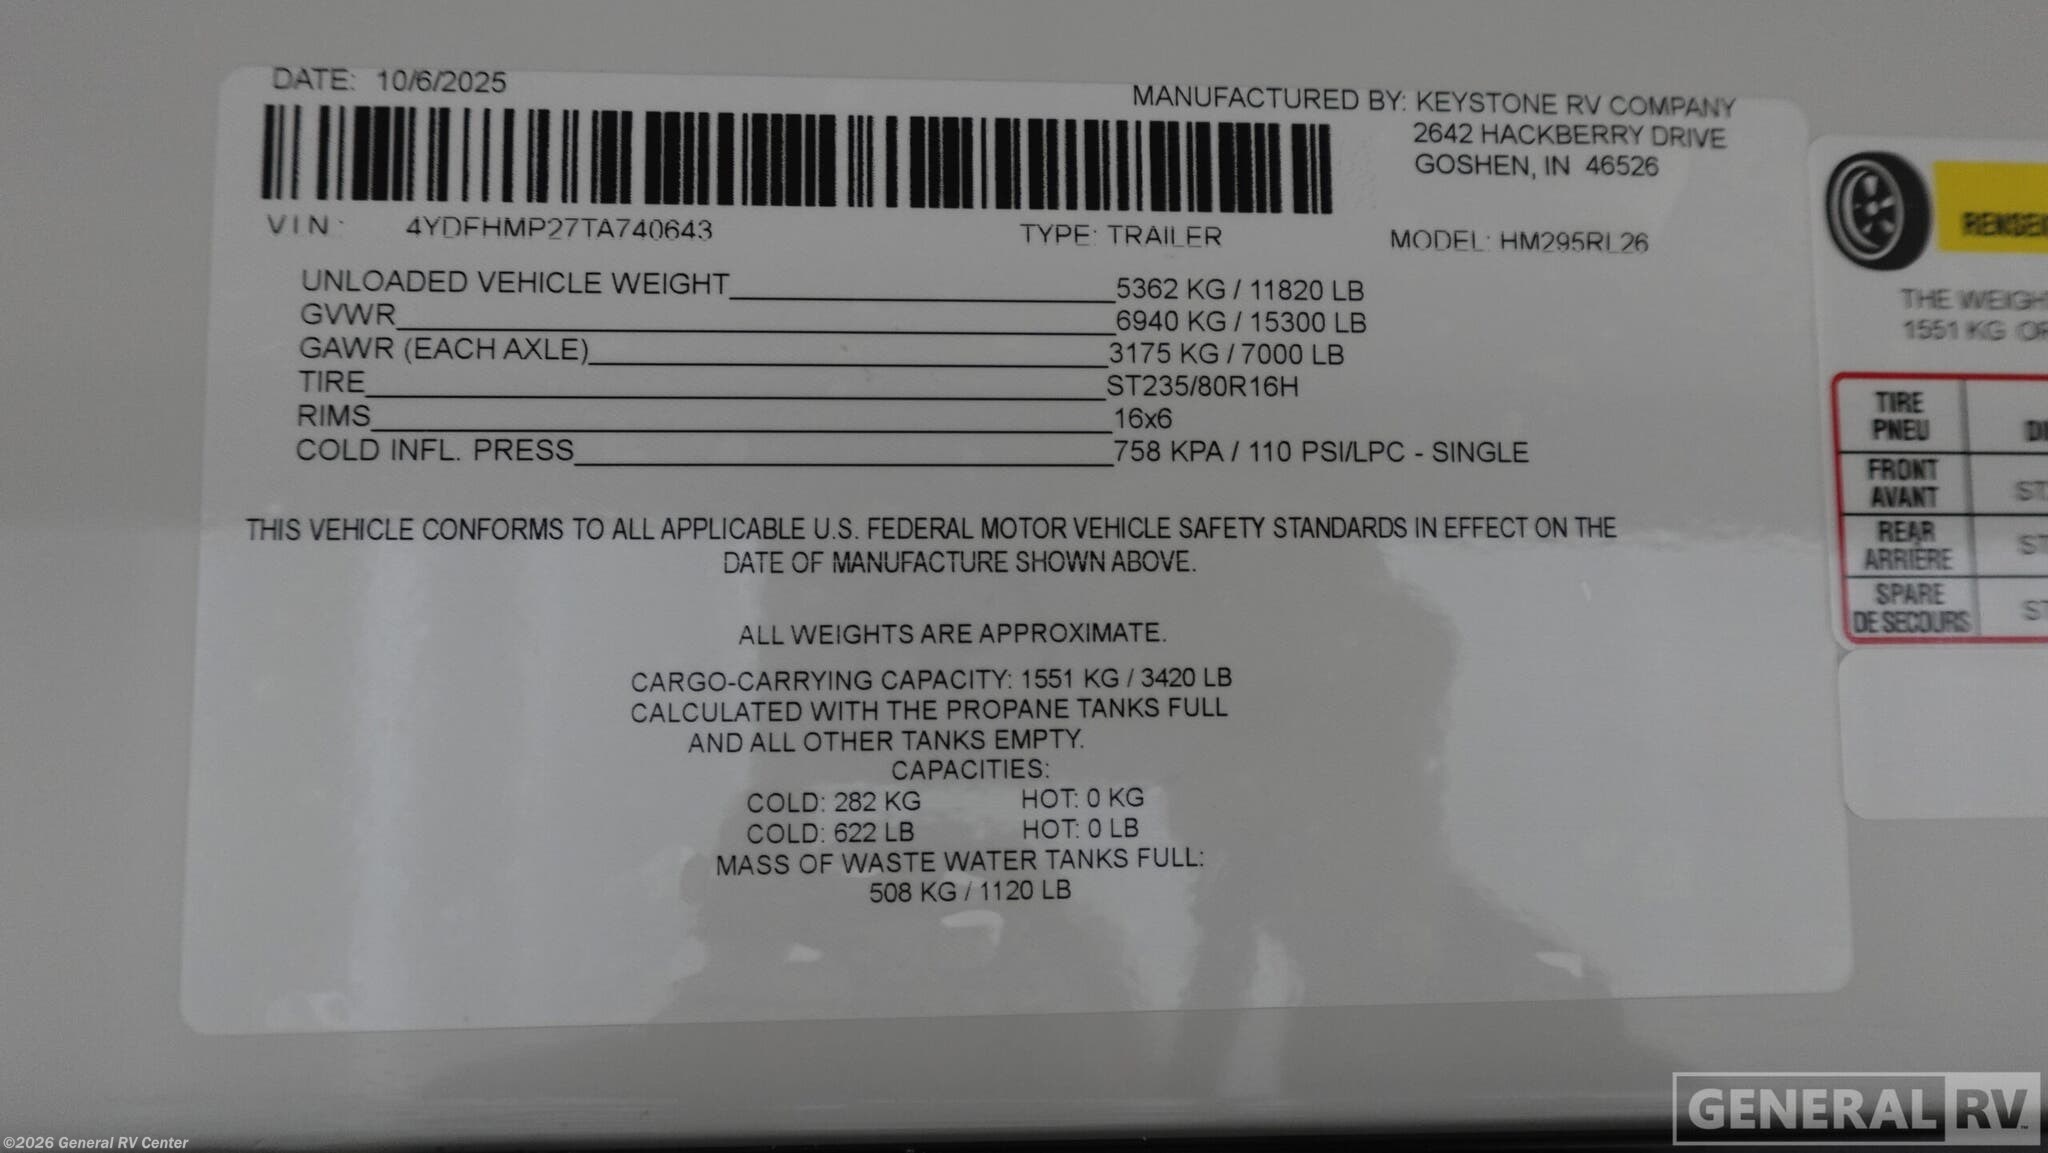 DATE: 10/6/2025
MANUFACTURED BY: KEYSTONE RV COMPANY
2642 HACKBERRY DRIVE
GOSHEN, IN 46526
VIN: 4YDFHMP27TA740643 TYPE: TRAILER MODEL: HM295RL26
UNLOADED VEHICLE WEIGHT 5362 KG / 11820 LB
GVWR 6940 KG / 15300 LB
GAWR (EACH AXLE) 3175 KG / 7000 LB
TIRE ST235/80R16H
RIMS 16x6
COLD INFL. PRESS 758 KPA / 110 PSI/LPC - SINGLE
THIS VEHICLE CONFORMS TO ALL APPLICABLE U.S. FEDERAL MOTOR VEHICLE SAFETY STANDARDS IN EFFECT ON THE
DATE OF MANUFACTURE SHOWN ABOVE.
ALL WEIGHTS ARE APPROXIMATE.
CARGO-CARRYING CAPACITY: 1551 KG / 3420 LB
CALCULATED WITH THE PROPANE TANKS FULL
AND ALL OTHER TANKS EMPTY.
CAPACITIES:
COLD: 282 KG HOT: 0 KG
COLD: 622 LB HOT: 0 LB
MASS OF WASTE WATER TANKS FULL:
508 KG / 1120 LB
THE WEIGH
1551 KG (OR
TIRE
PNEU
FRONT
AVANT
REAR
ARRIÈRE
SPARE
DE SECOURS
GENERAL RV
©2026 General RV Center